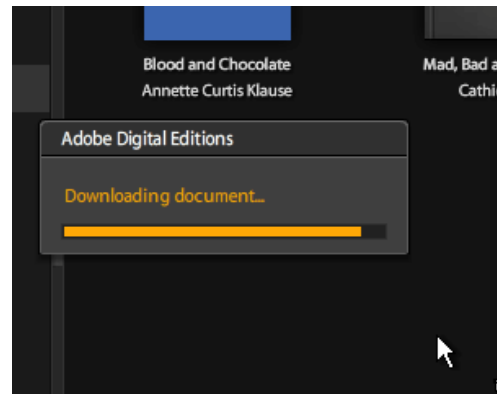 Blood and Chocolate
Annette Curtis Klause
Mad, Bad a
Cathi
Adobe Digital Editions
Downloading document...